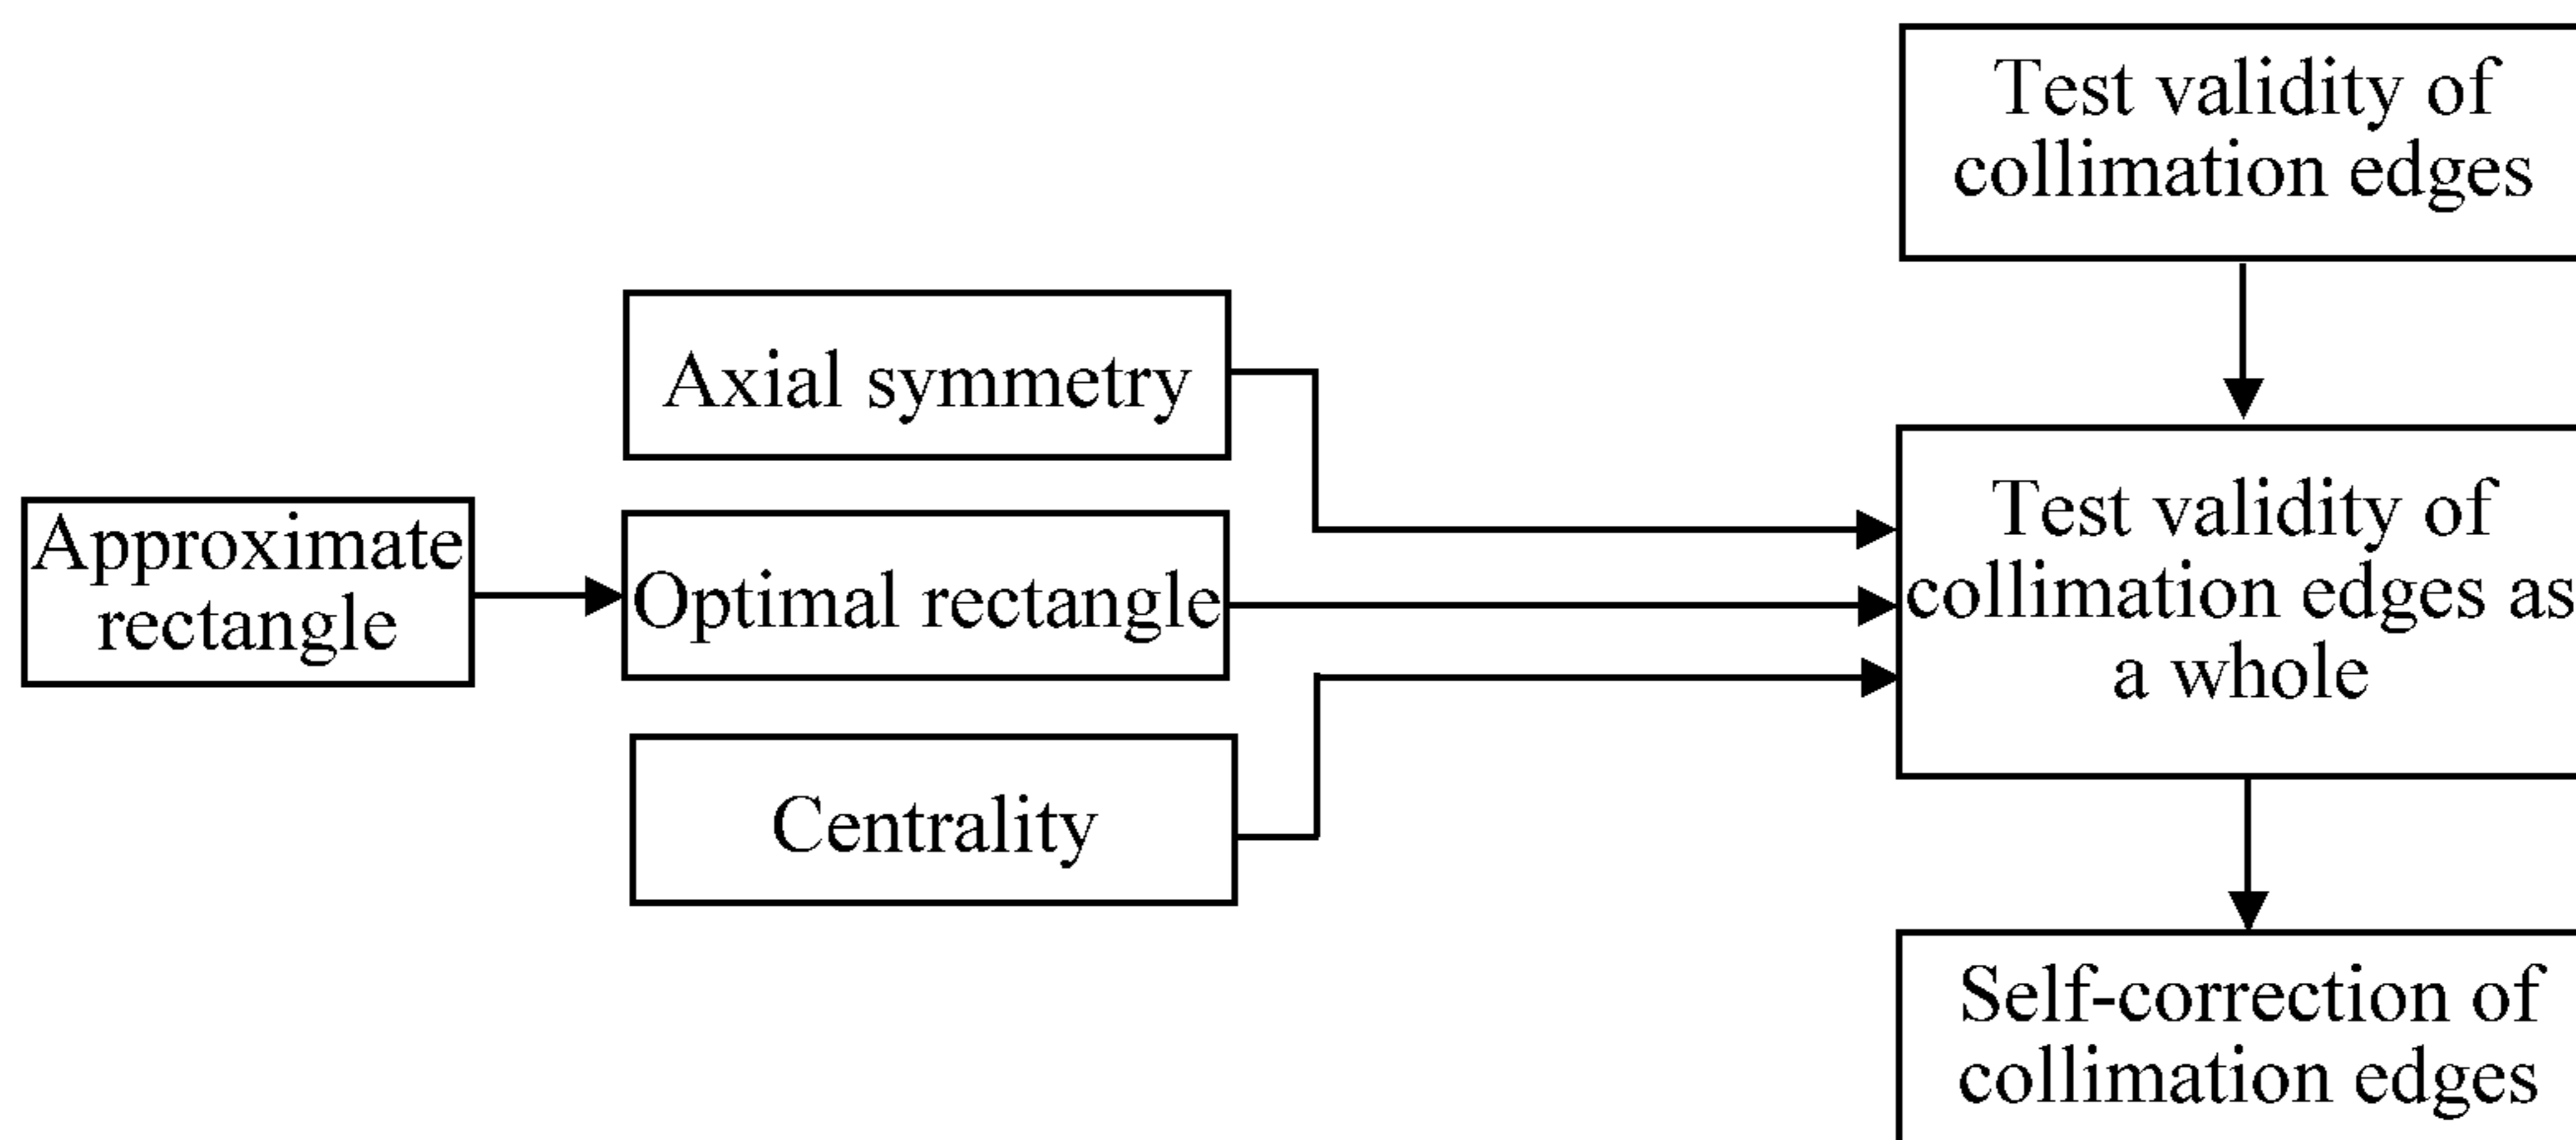 Test validity of
collimation edges
Axial symmetry
Approximate
rectangle
Optimal rectangle
Centrality
Test validity of
collimation edges as
a whole
Self-correction of
collimation edges